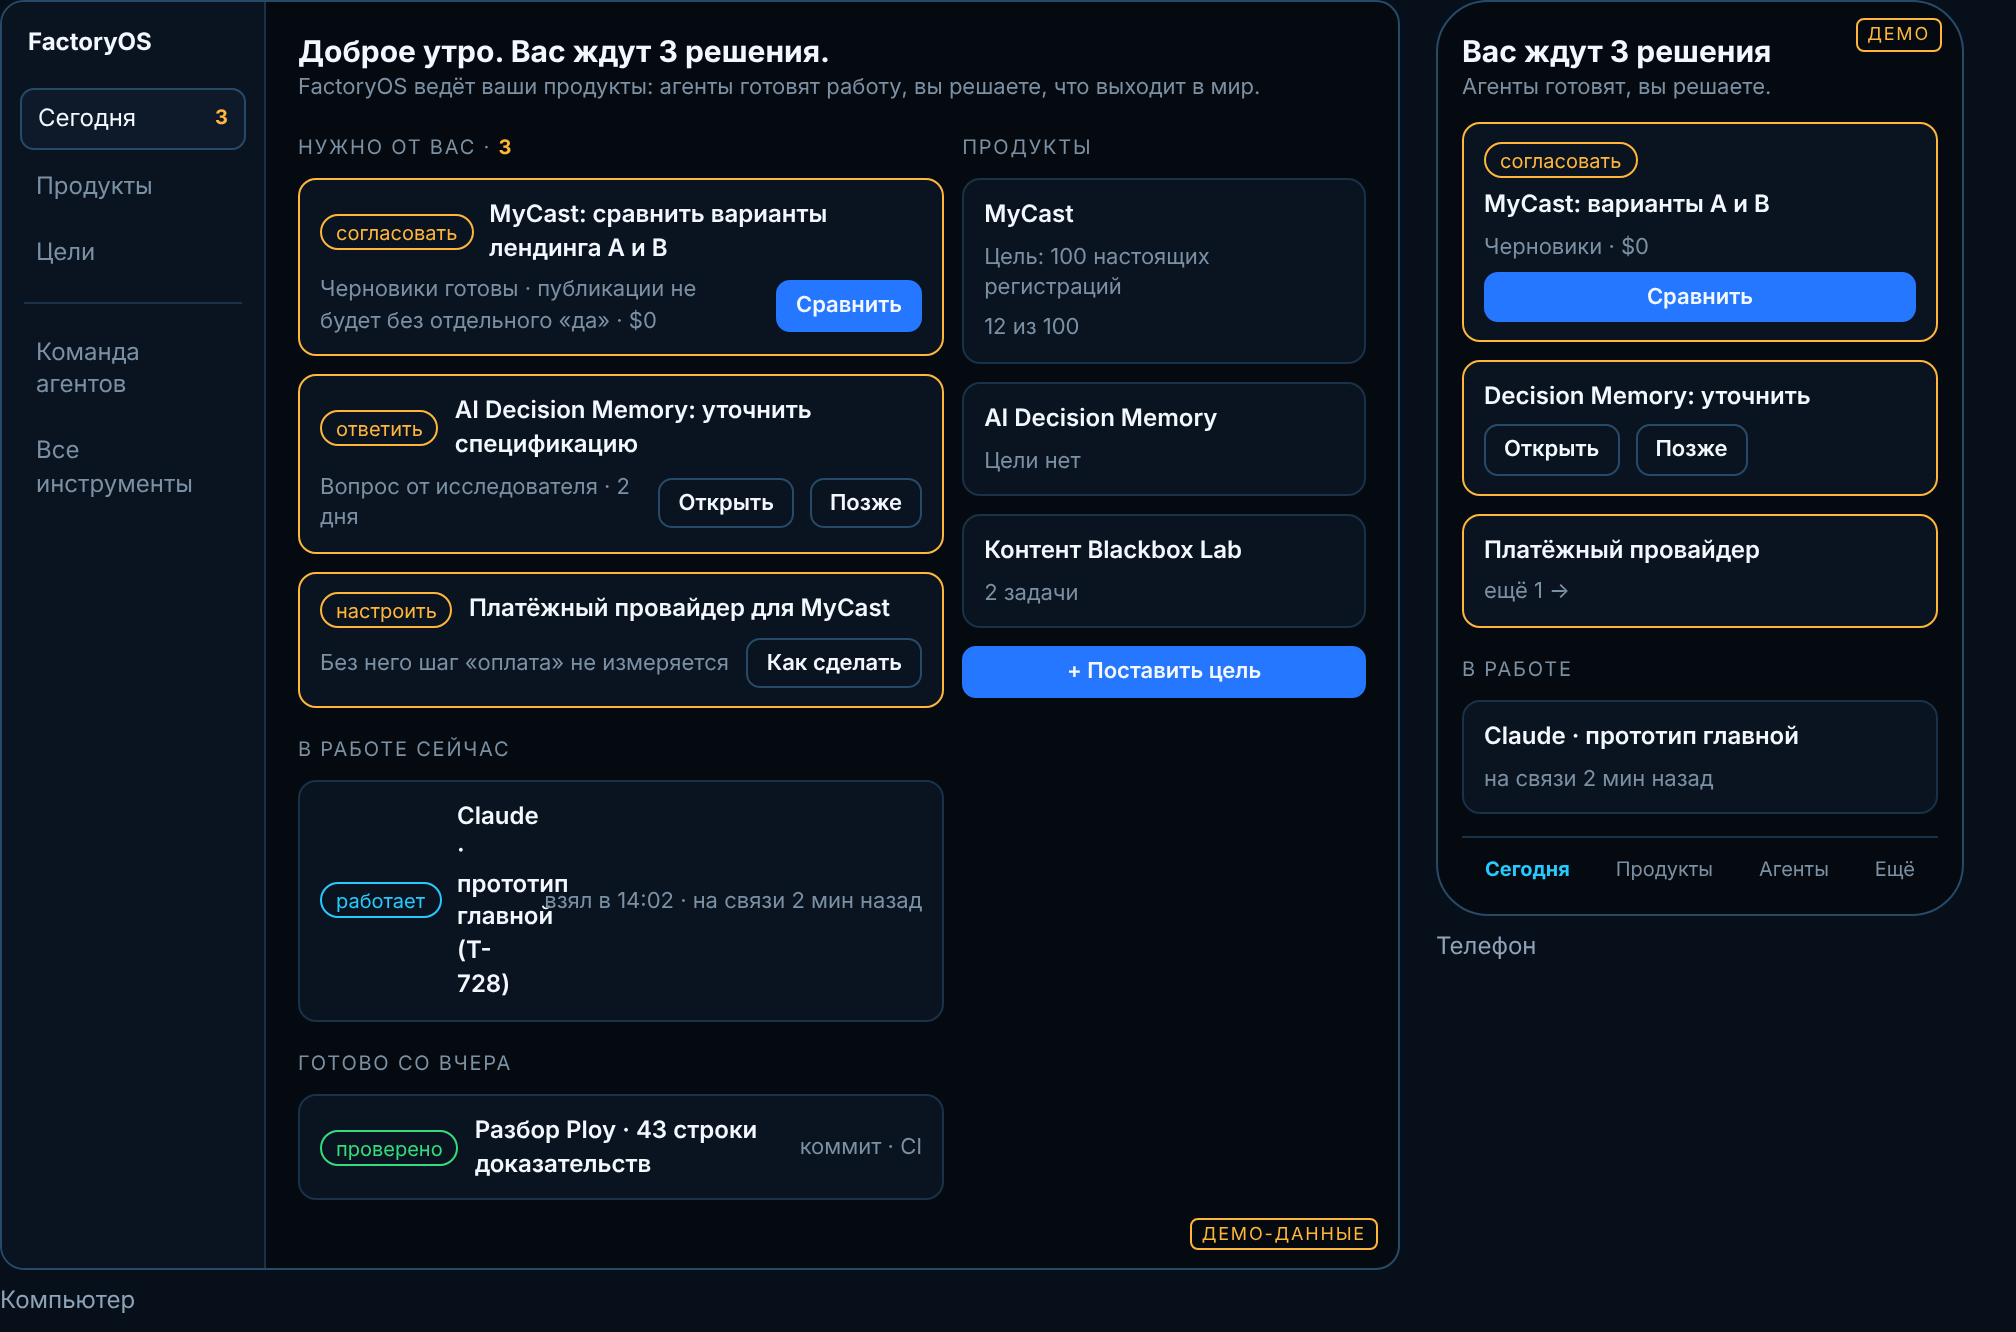 FactoryOS
Сегодня 3
Продукты
Цели
Команда
агентов
Все
инструменты
Доброе утро. Вас ждут 3 решения.
FactoryOS ведёт ваши продукты: агенты готовят работу, вы решаете, что выходит в мир.
НУЖНО ОТ ВАС · 3
согласовать
MyCast: сравнить варианты
лендинга A и B
Черновики готовы · публикации не
будет без отдельного «да» · $0
Сравнить
ответить
AI Decision Memory: уточнить
спецификацию
Вопрос от исследователя · 2
дня
Открыть
Позже
настроить
Платёжный провайдер для MyCast
Без него шаг «оплата» не измеряется
Как сделать
В РАБОТЕ СЕЙЧАС
работает
Claude
·
прототип
главной
(T-
728)
взял в 14:02 · на связи 2 мин назад
ГОТОВО СО ВЧЕРА
проверено
Разбор Ploy · 43 строки
доказательств
коммит · CI
ПРОДУКТЫ
MyCast
Цель: 100 настоящих
регистраций
12 из 100
AI Decision Memory
Цели нет
Контент Blackbox Lab
2 задачи
+ Поставить цель
ДЕМО-ДАННЫЕ
Компьютер
ДЕМО
Вас ждут 3 решения
Агенты готовят, вы решаете.
согласовать
MyCast: варианты A и B
Черновики · $0
Сравнить
Decision Memory: уточнить
Открыть
Позже
Платёжный провайдер
ещё 1 →
В РАБОТЕ
Claude · прототип главной
на связи 2 мин назад
Сегодня
Продукты
Агенты
Ещё
Телефон